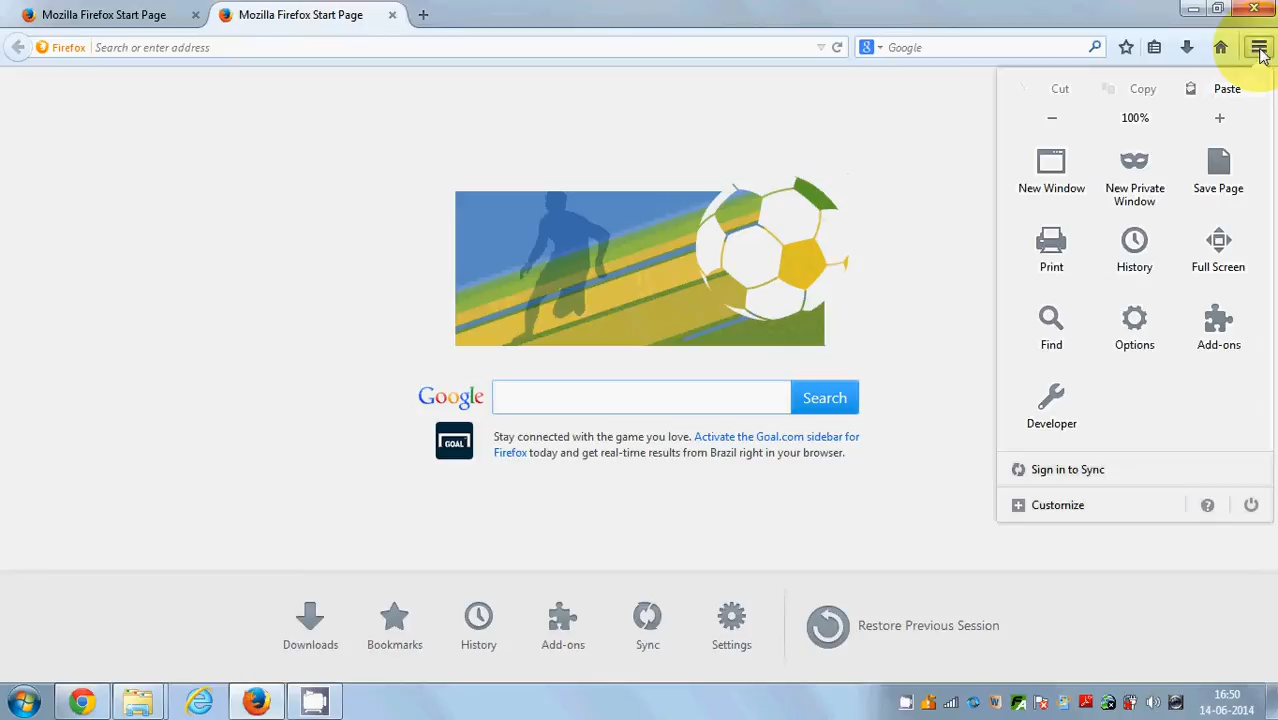 Mozilla Firefox Start Page
Mozilla Firefox Start Page
Firefox
Search or enter address
Google
Cut
Copy
Paste
100%
New Window
New Private
Window
Save Page
Print
History
Full Screen
Find
Options
Add-ons
Developer
Sign in to Sync
Customize
Google
Search
GOAL
Stay connected with the game you love. Activate the Goal.com sidebar for
Firefox today and get real-time results from Brazil right in your browser.
Downloads
Bookmarks
History
Add-ons
Sync
Settings
Restore Previous Session
16:50
14-06-2014